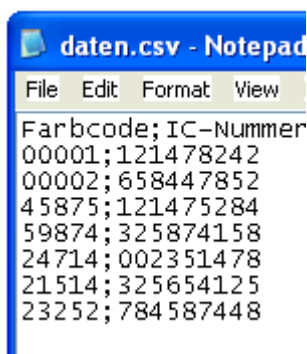 daten.csv - Notepad
File Edit Format View
Farbcode;IC-Nummer
00001;121478242
00002;658447852
45875;121475284
59874;325874158
24714;002351478
21514;325654125
23252;784587448